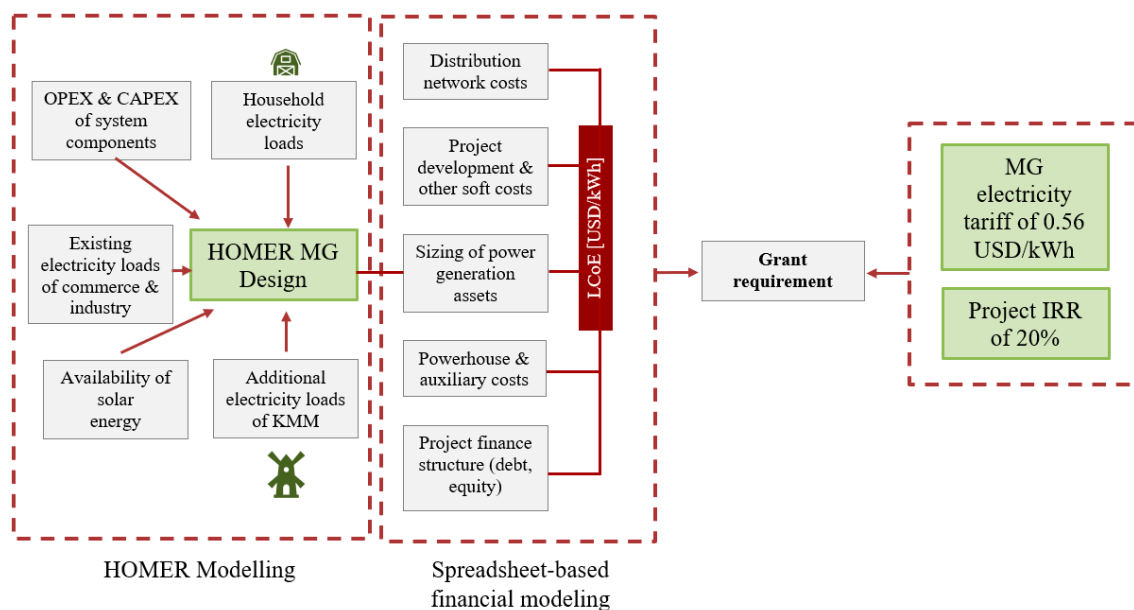 OPEX & CAPEX
of system
components
Household
electricity
loads
Existing
electricity loads
of commerce &
industry
HOMER MG
Design
Availability of
solar
energy
Additional
electricity loads
of KMM
HOMER Modelling
Distribution
network costs
Project
development &
other soft costs
Sizing of power
generation
assets
Powerhouse &
auxiliary costs
Project finance
structure (debt,
equity)
LCoE [USD/kWh]
Spreadsheet-based
financial modeling
Grant
requirement
MG
electricity
tariff of 0.56
USD/kWh
Project IRR
of 20%